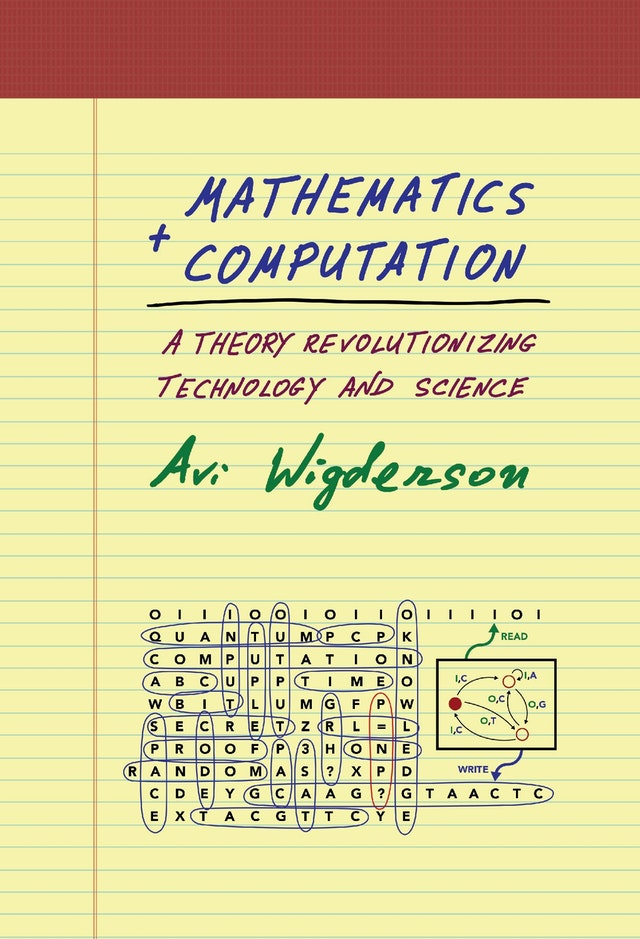 MATHEMATICS
+ COMPUTATION
A THEORY REVOLUTIONIZING
TECHNOLOGY AND SCIENCE
Avi Wigderson
O I I I O O I O I I O I I I I O I
Q U A N T U M P C P K
C O M P U T A T I O N
A B C U P P T I M E O
W B I T L U M G F P W
S E C R E T Z R L = L
P R O O F P 3 H O N E
R A N D O M A S ? X P D
C D E Y G C A A G ? G T A A C T C
E X T A C G T T C Y E
READ
I,C
I,A
O,C
O,G
O,T
I,C
WRITE